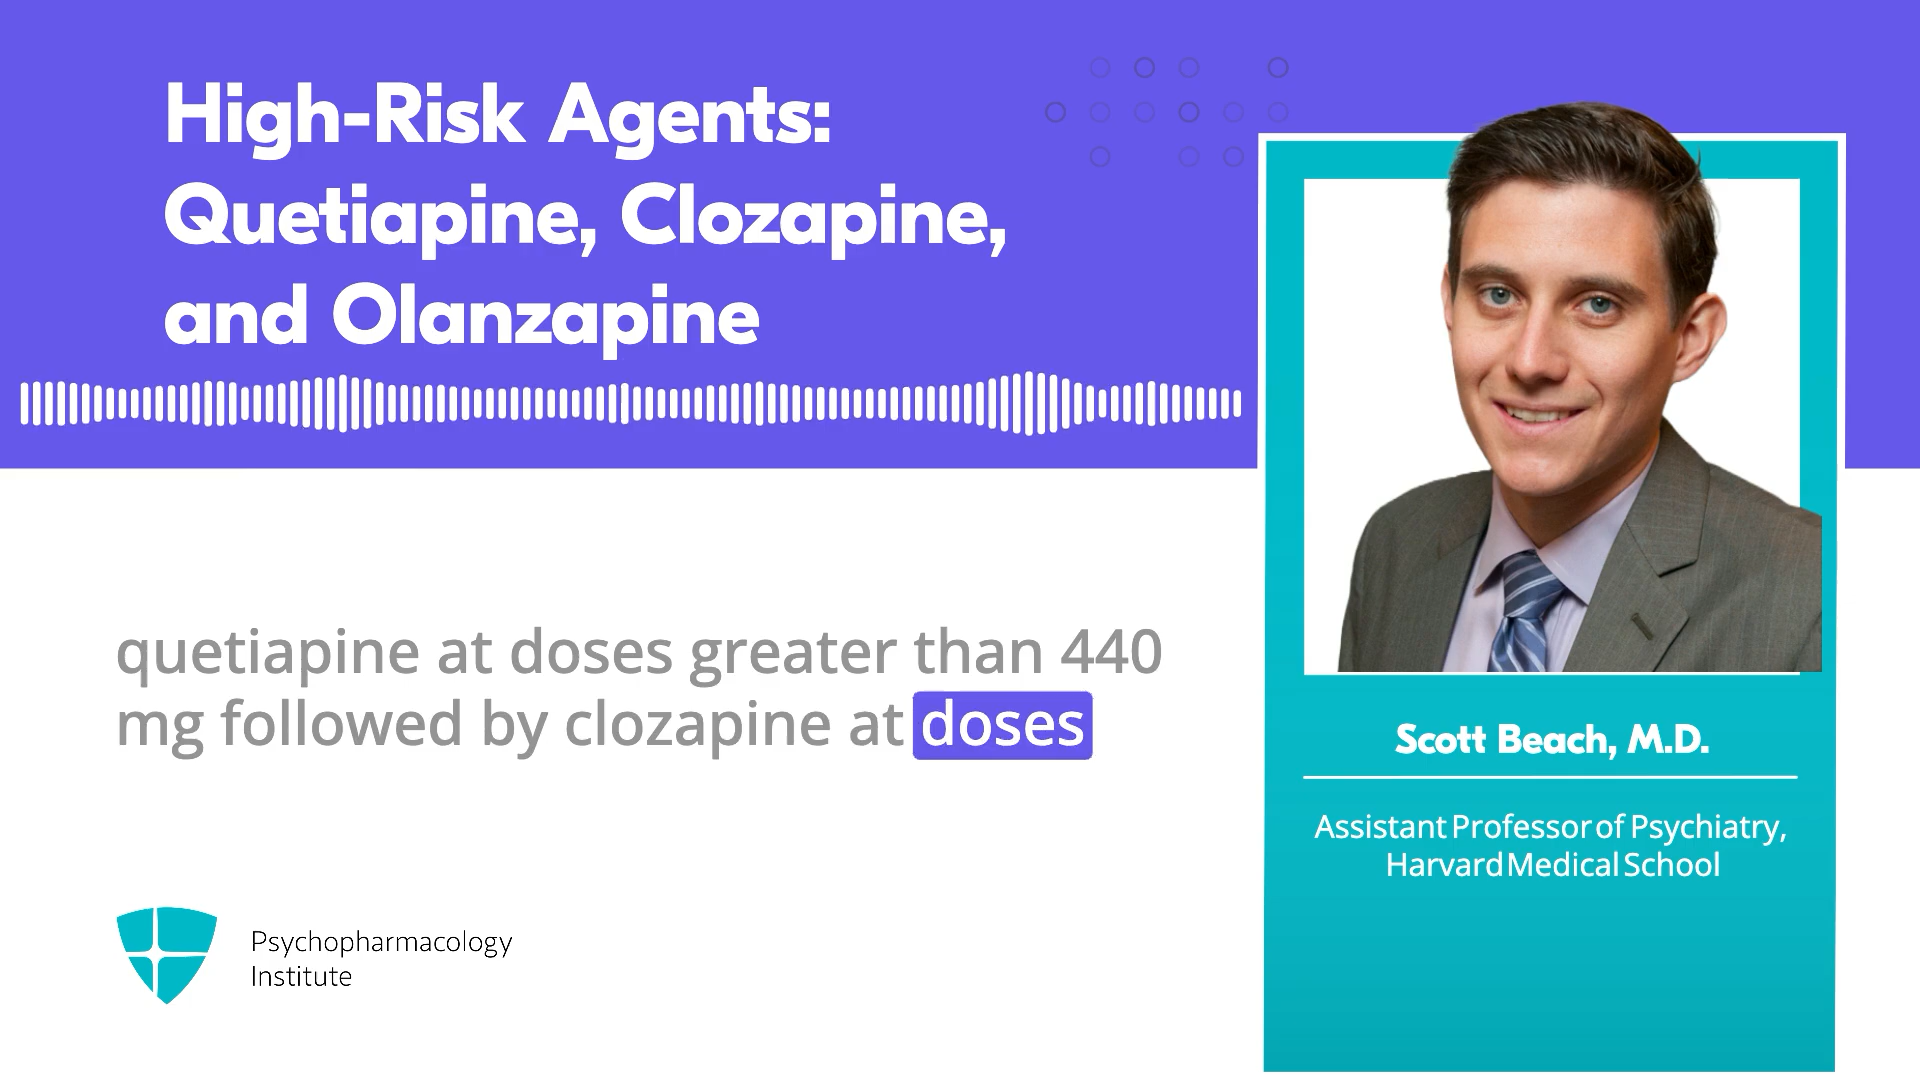 High-Risk Agents:
Quetiapine, Clozapine,
and Olanzapine
quetiapine at doses greater than 440
mg followed by clozapine at doses
Scott Beach, M.D.
Assistant Professor of Psychiatry,
Harvard Medical School
Psychopharmacology
Institute